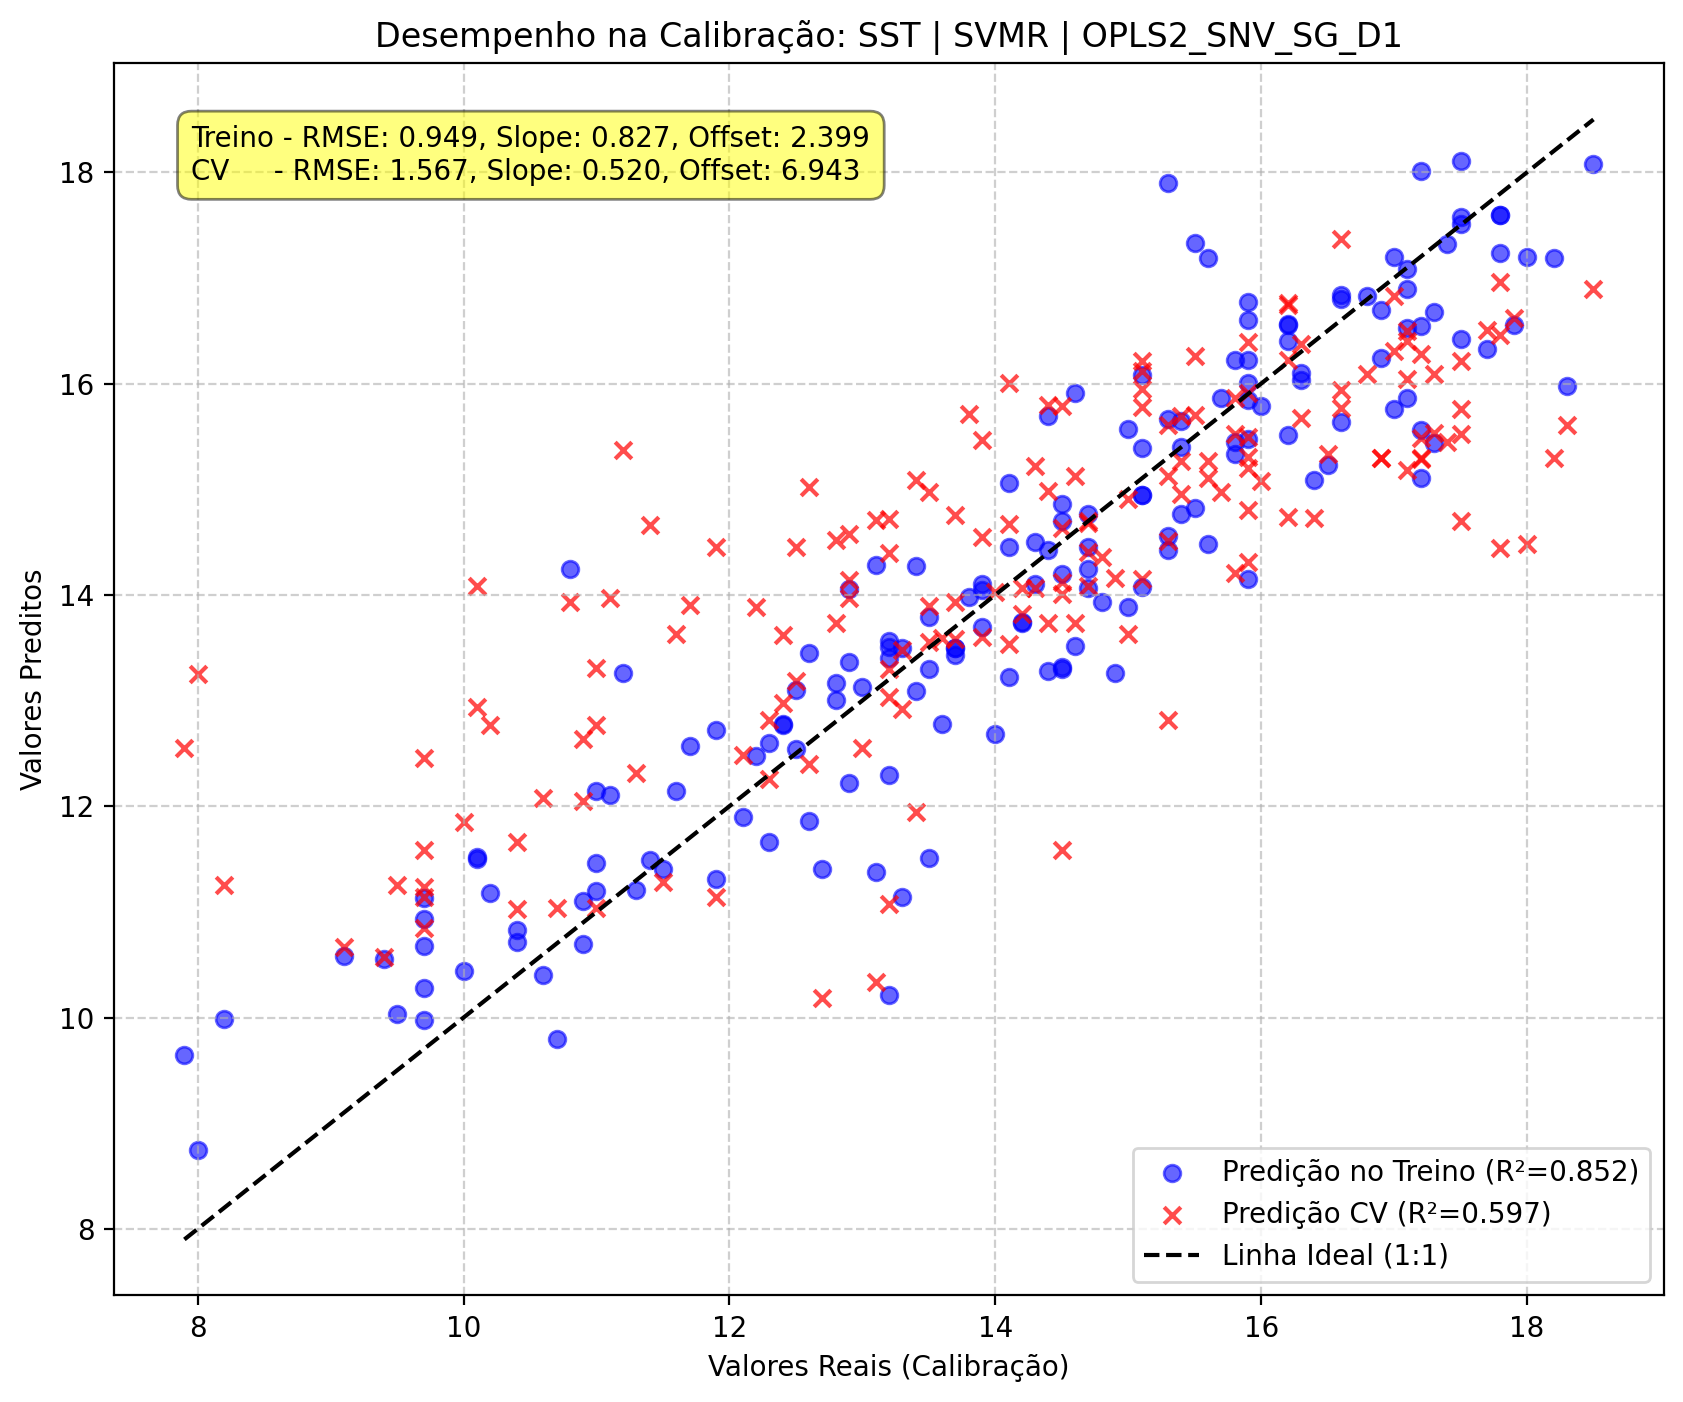 Desempenho na Calibração: SST | SVMR | OPLS2_SNV_SG_D1
Treino - RMSE: 0.949, Slope: 0.827, Offset: 2.399
CV - RMSE: 1.567, Slope: 0.520, Offset: 6.943
Valores Preditos
18
16
14
12
10
8
Predição no Treino (R²=0.852)
Predição CV (R²=0.597)
Linha Ideal (1:1)
8 10 12 14 16 18
Valores Reais (Calibração)